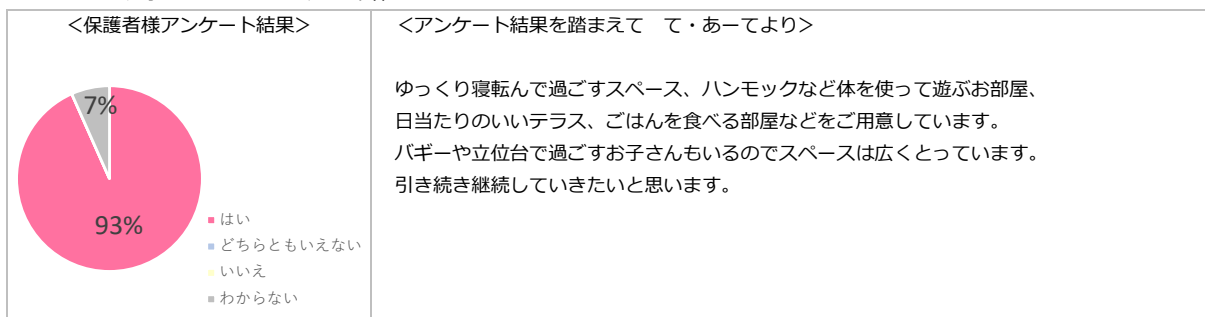 <保護者様アンケート結果>
<アンケート結果を踏まえて　て・あーてより>
7%
93%
はい
どちらともいえない
いいえ
わからない
ゆっくり寝転んで過ごすスペース、ハンモックなど体を使って遊ぶお部屋、
日当たりのいいテラス、ごはんを食べる部屋などをご用意しています。
バギーや立位台で過ごすお子さんもいるのでスペースは広くとっています。
引き続き継続していきたいと思います。